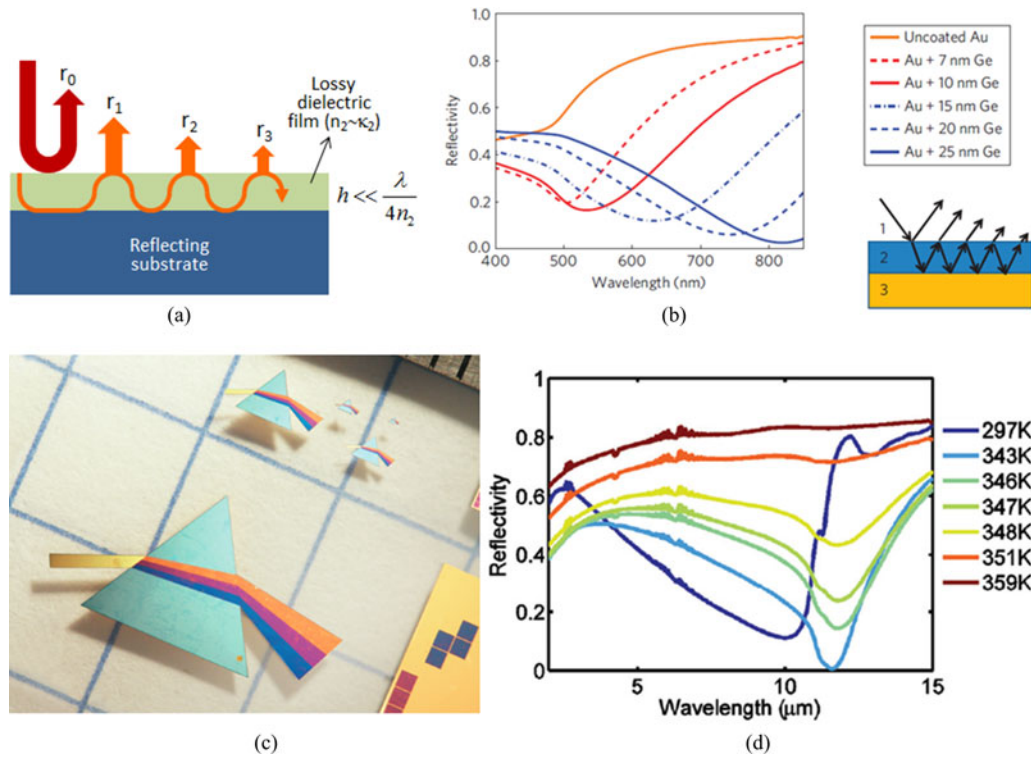 (a)
r0
r1
r2
r3
Lossy
dielectric
film (n2~κ2)
h << λ
4n2
Reflecting
substrate
(b)
1.0
0.8
0.6
0.4
0.2
0.0
Reflectivity
400
500
600
700
800
Wavelength (nm)
Uncoated Au
Au + 7 nm Ge
Au + 10 nm Ge
Au + 15 nm Ge
Au + 20 nm Ge
Au + 25 nm Ge
1
2
3
(a)
(b)
1
0.8
0.6
0.4
0.2
0
Reflectivity
5
10
15
Wavelength (μm)
297K
343K
346K
347K
348K
351K
359K
(c)
(d)